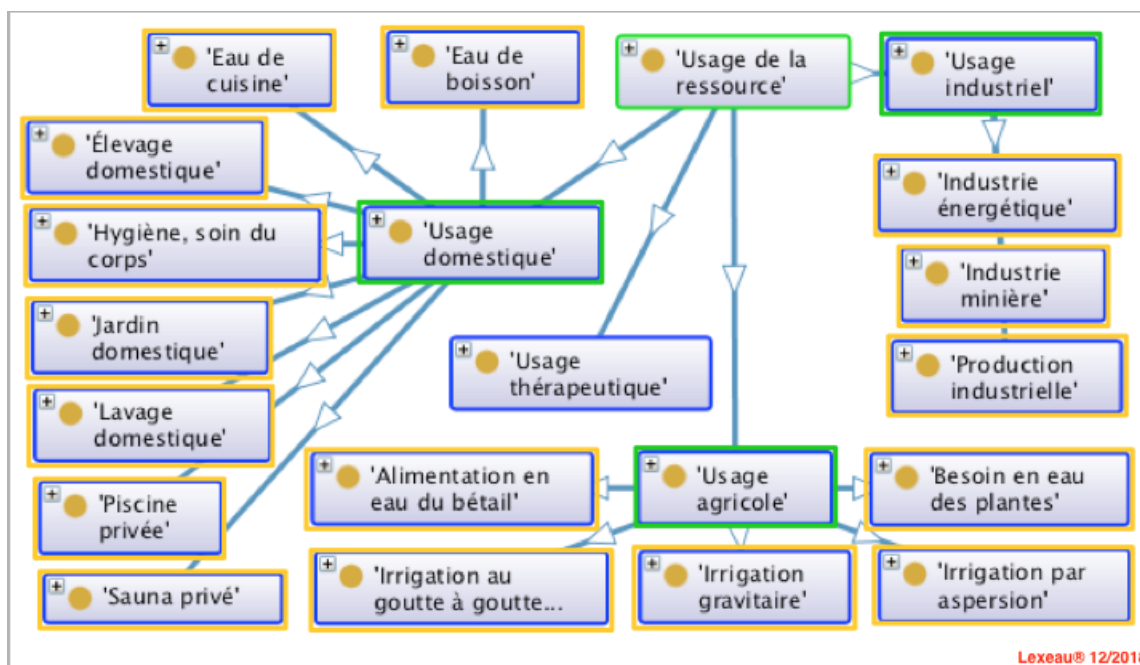 'Eau de
cuisine'
'Eau de
boisson'
'Usage de la
ressource'
'Usage
industriel'
'Élevage
domestique'
'Industrie
énergétique'
'Hygiène, soin du
corps'
'Usage
domestique'
'Industrie
minière'
'Jardin
domestique'
'Usage
thérapeutique'
'Production
industrielle'
'Lavage
domestique'
'Alimentation en
eau du bétail'
'Usage
agricole'
'Besoin en eau
des plantes'
'Piscine
privée'
'Irrigation au
goutte à goutte...
'Irrigation
gravitaire'
'Irrigation par
aspersion'
'Sauna privé'
Lexeau® 12/2018